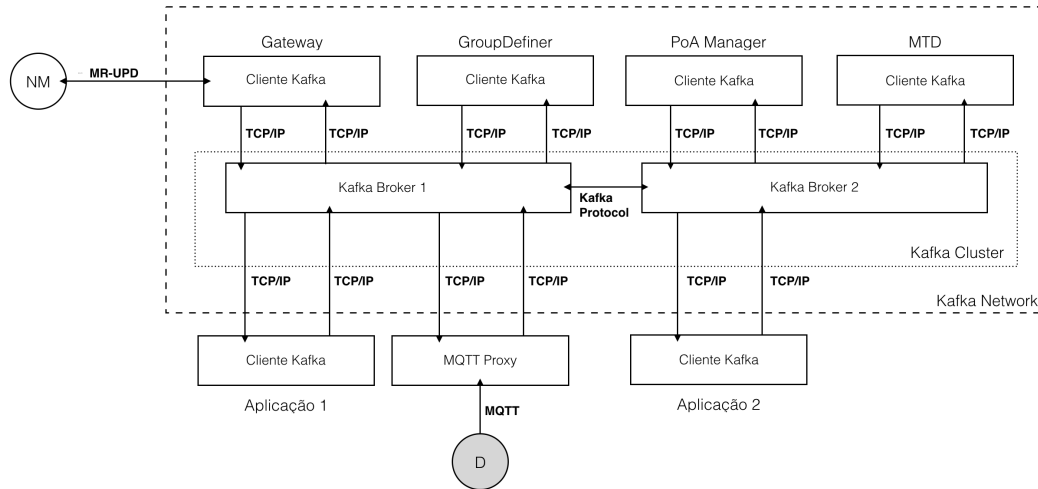 Gateway
GroupDefiner
PoA Manager
MTD
NM
MR-UPD
Cliente Kafka
Cliente Kafka
Cliente Kafka
Cliente Kafka
TCP/IP
TCP/IP
TCP/IP
TCP/IP
TCP/IP
TCP/IP
TCP/IP
TCP/IP
Kafka Broker 1
Kafka
Protocol
Kafka Broker 2
Kafka Cluster
TCP/IP
TCP/IP
TCP/IP
TCP/IP
TCP/IP
TCP/IP
Kafka Network
Cliente Kafka
MQTT Proxy
Cliente Kafka
Aplicação 1
MQTT
Aplicação 2
D